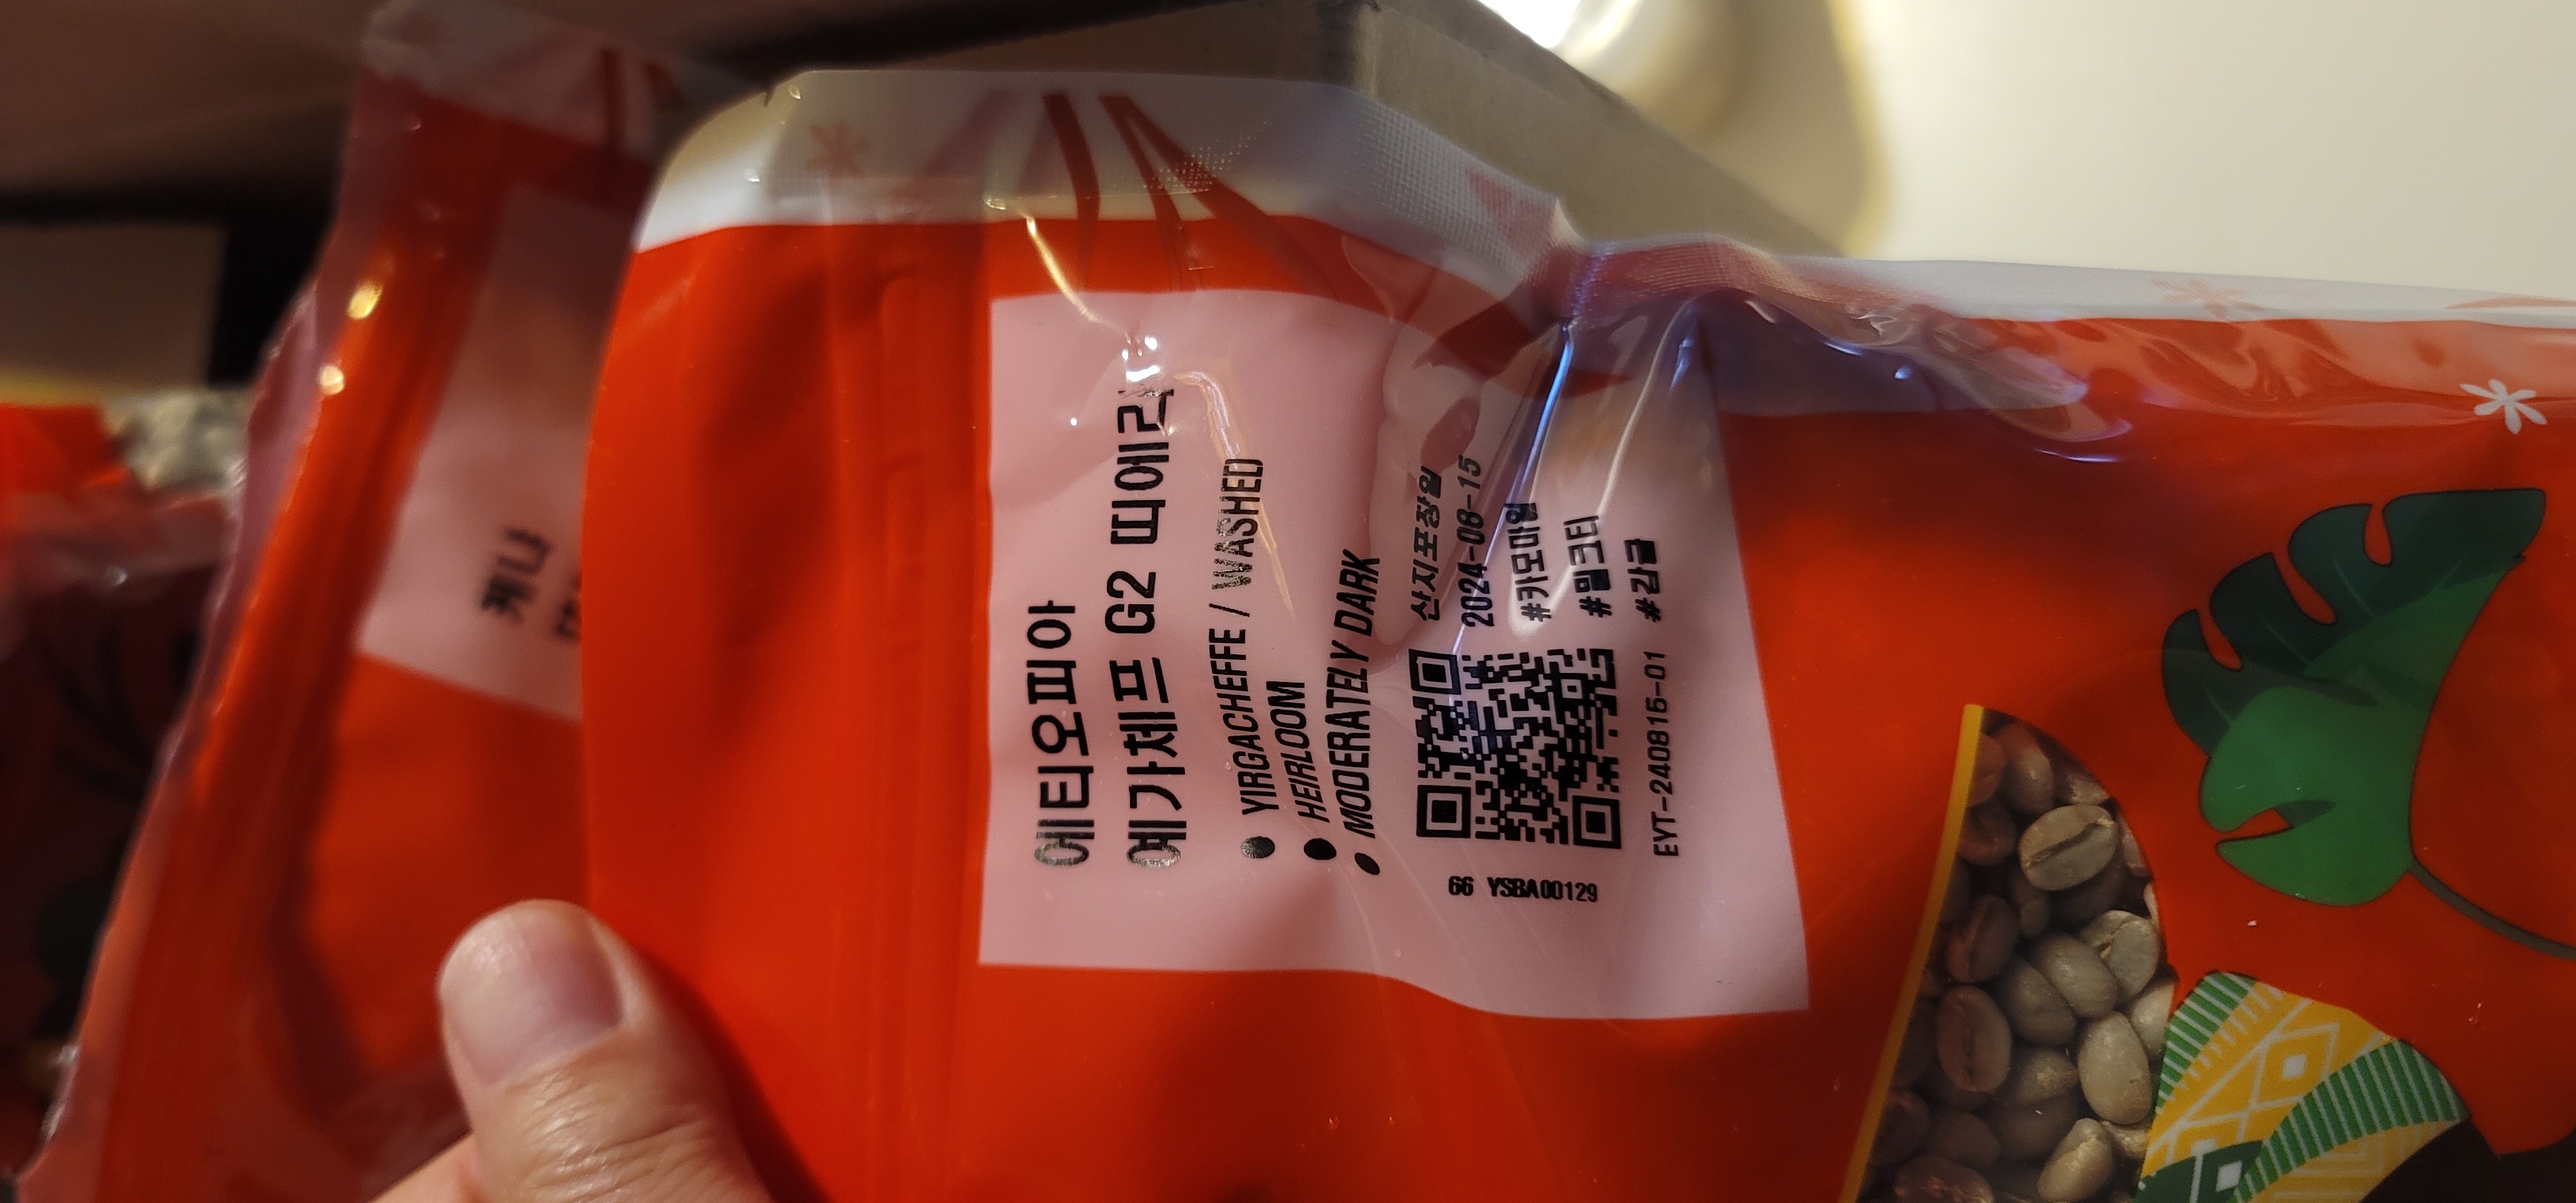 에티오피아
예가체프 G2 띠에리
● YIRGACHEFFE / WASHED
● HEIRLOOM
● MODERATELY DARK
산지포장일
2024-08-15
#카모마일
#밀크티
#감귤
EYT-240815-01
66 YSBA00129
케냐